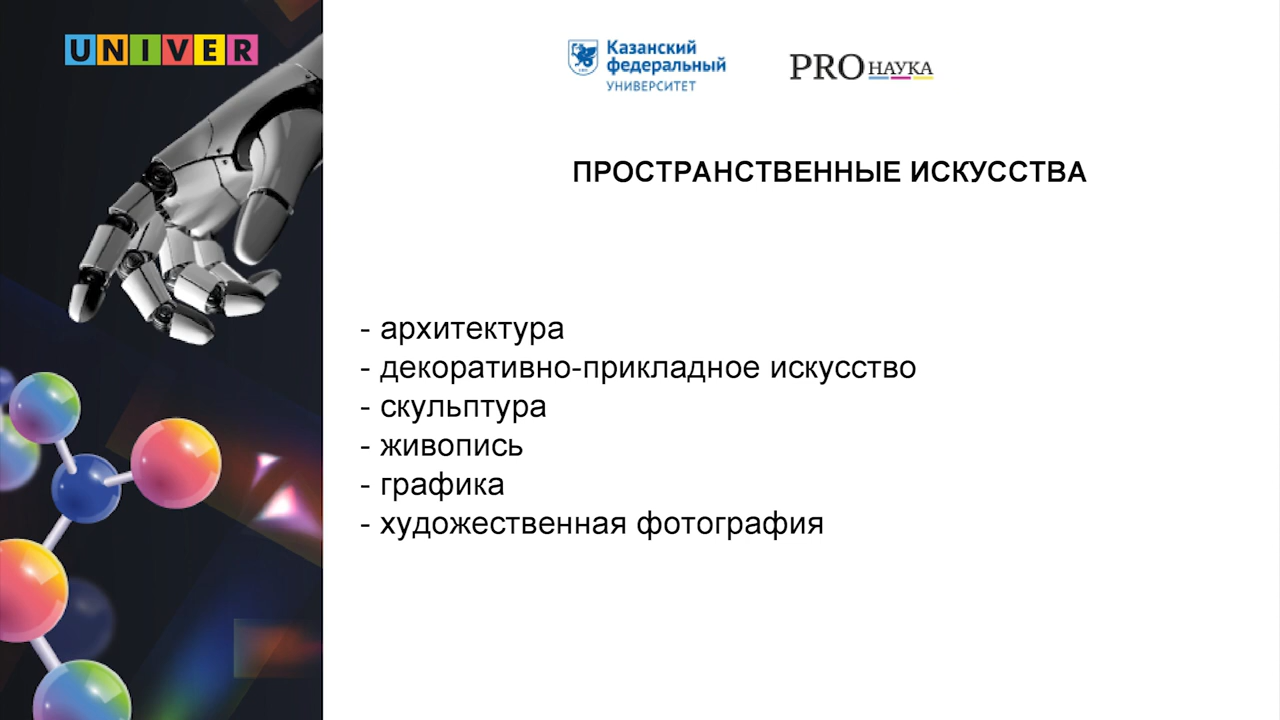 UNIVER
Казанский
федеральный
УНИВЕРСИТЕТ
PRO НАУКА
ПРОСТРАНСТВЕННЫЕ ИСКУССТВА
- архитектура
- декоративно-прикладное искусство
- скульптура
- живопись
- графика
- художественная фотография